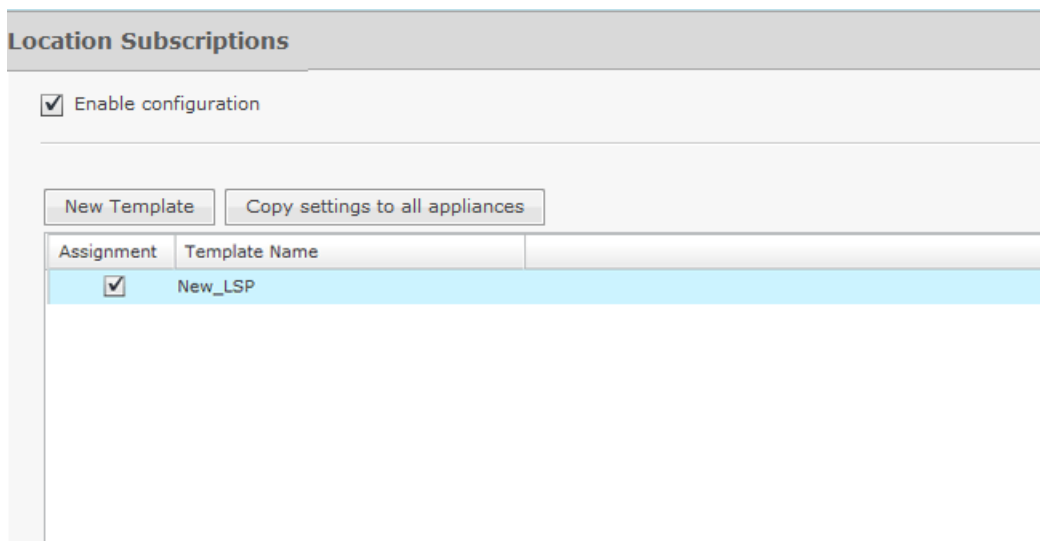 Location Subscriptions
Enable configuration
New Template Copy settings to all appliances
Assignment Template Name
New_LSP